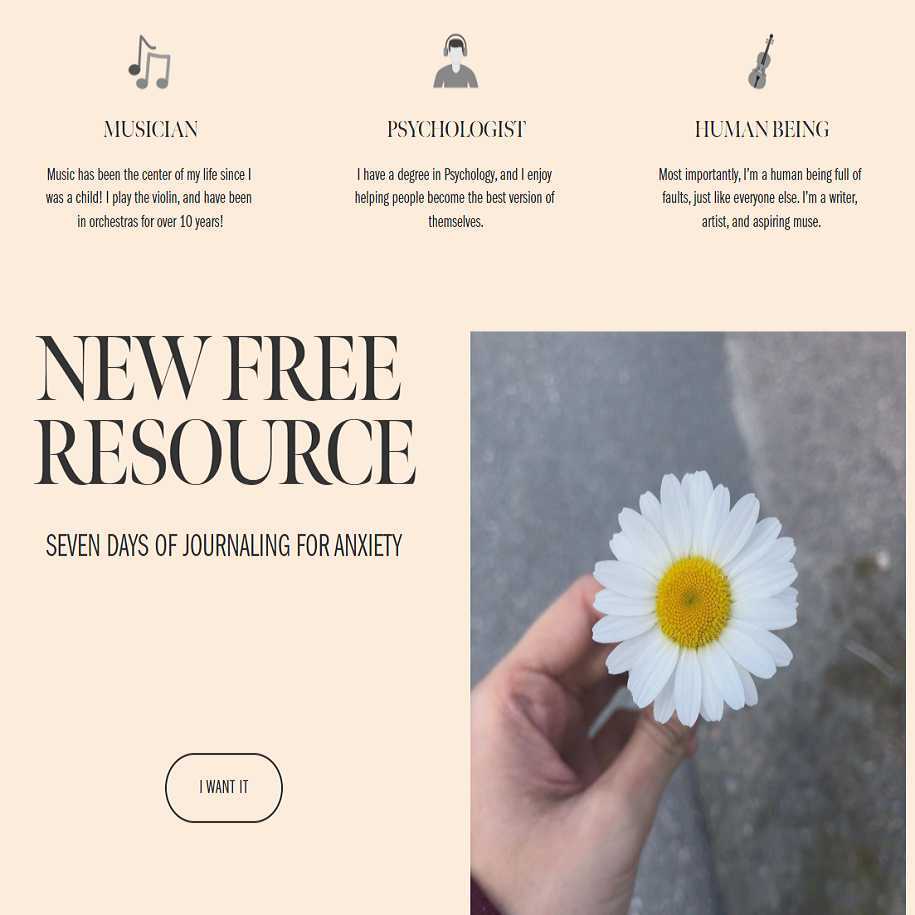 MUSICIAN
Music has been the center of my life since I
was a child! I play the violin, and have been
in orchestras for over 10 years!
PSYCHOLOGIST
I have a degree in Psychology, and I enjoy
helping people become the best version of
themselves.
HUMAN BEING
Most importantly, I'm a human being full of
faults, just like everyone else. I'm a writer,
artist, and aspiring muse.
NEW FREE
RESOURCE
SEVEN DAYS OF JOURNALING FOR ANXIETY
I WANT IT